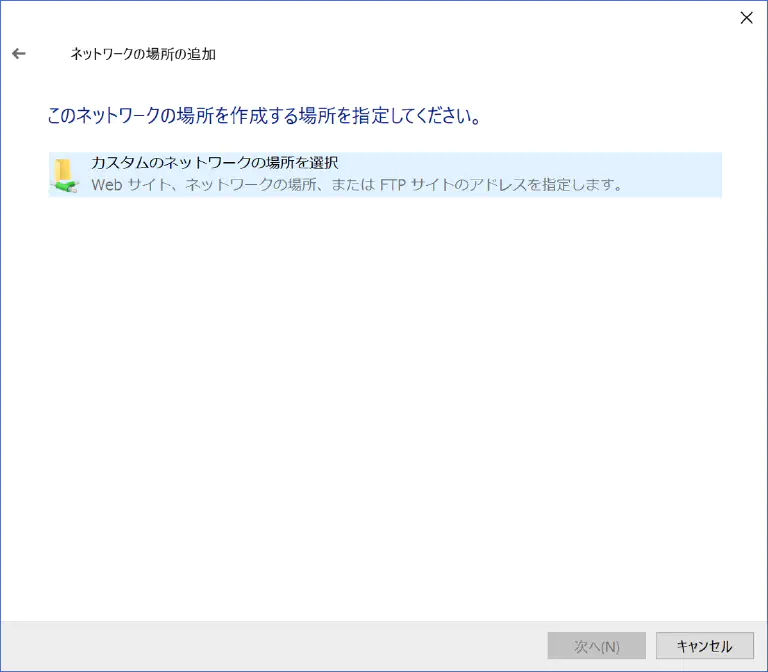 ネットワークの場所の追加
このネットワークの場所を作成する場所を指定してください。
カスタムのネットワークの場所を選択
Web サイト、ネットワークの場所、または FTP サイトのアドレスを指定します。
次へ(N)
キャンセル